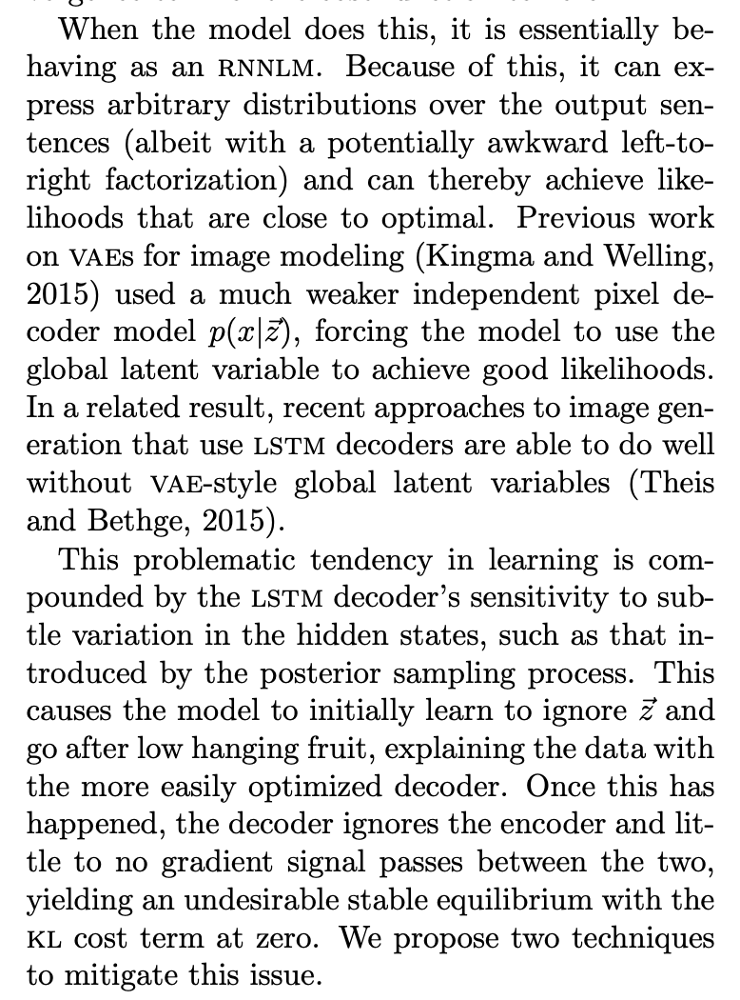 When the model does this, it is essentially be-
having as an RNNLM. Because of this, it can ex-
press arbitrary distributions over the output sen-
tences (albeit with a potentially awkward left-to-
right factorization) and can thereby achieve like-
lihoods that are close to optimal. Previous work
on VAEs for image modeling (Kingma and Welling,
2015) used a much weaker independent pixel de-
coder model p(x|z⃗), forcing the model to use the
global latent variable to achieve good likelihoods.
In a related result, recent approaches to image gen-
eration that use LSTM decoders are able to do well
without VAE-style global latent variables (Theis
and Bethge, 2015).
This problematic tendency in learning is com-
pounded by the LSTM decoder's sensitivity to sub-
tle variation in the hidden states, such as that in-
troduced by the posterior sampling process. This
causes the model to initially learn to ignore z⃗ and
go after low hanging fruit, explaining the data with
the more easily optimized decoder. Once this has
happened, the decoder ignores the encoder and lit-
tle to no gradient signal passes between the two,
yielding an undesirable stable equilibrium with the
KL cost term at zero. We propose two techniques
to mitigate this issue.